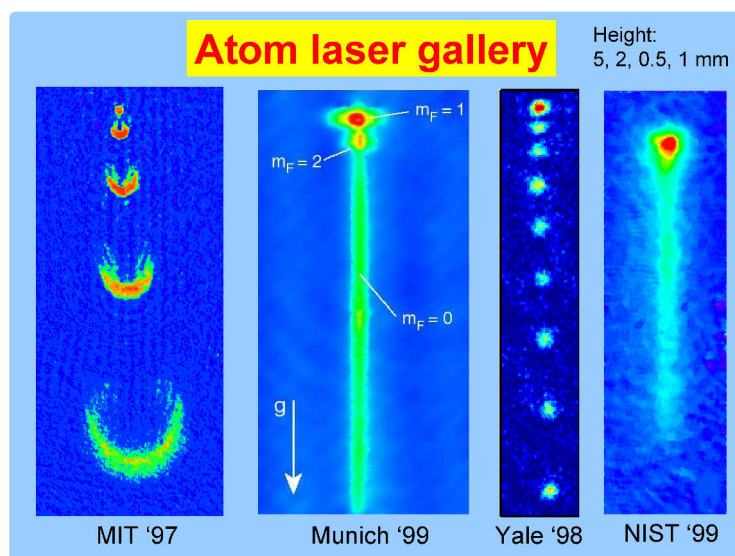 Atom laser gallery
Height:
5, 2, 0.5, 1 mm
m_F = 1
m_F = 2
m_F = 0
g
MIT ‘97
Munich ‘99
Yale ‘98
NIST ‘99